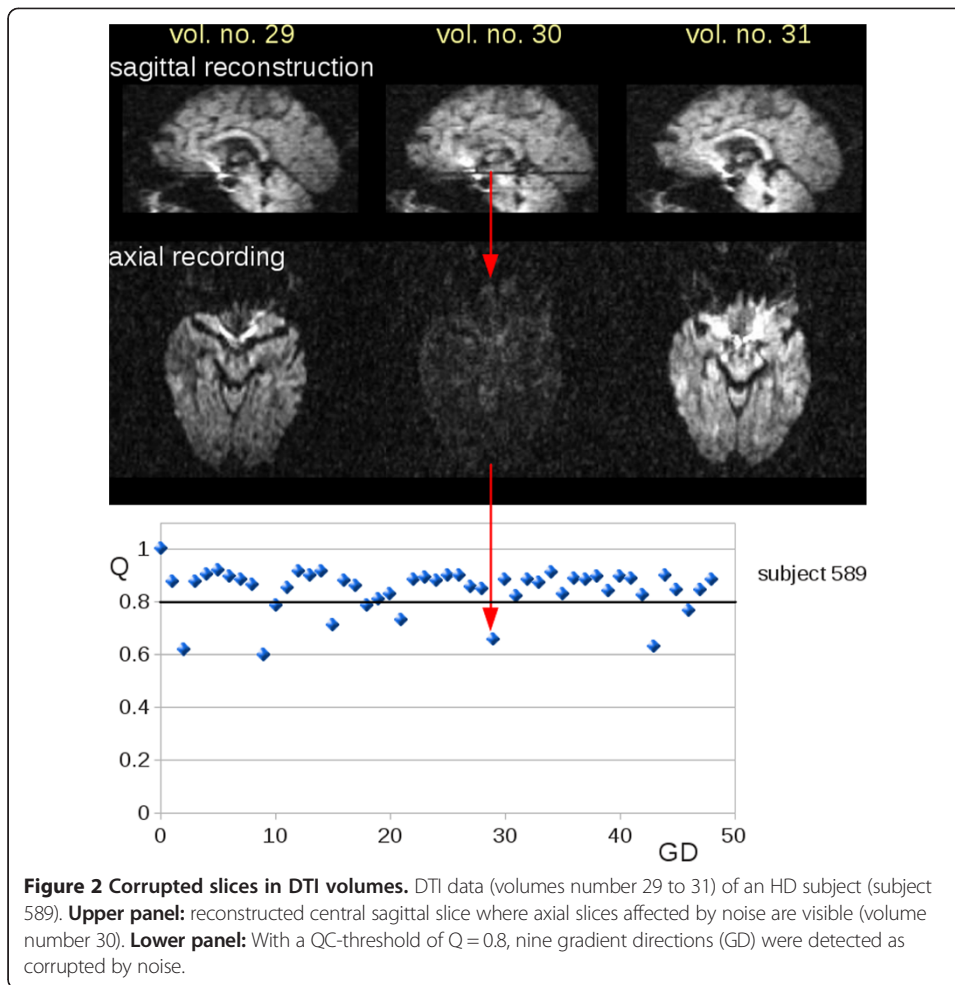 vol. no. 29 vol. no. 30 vol. no. 31
sagittal reconstruction
axial recording
1
Q
subject 589
0.8
0.6
0.4
0.2
0
0 10 20 30 40 50
GD
Figure 2 Corrupted slices in DTI volumes. DTI data (volumes number 29 to 31) of an HD subject (subject
589). Upper panel: reconstructed central sagittal slice where axial slices affected by noise are visible (volume
number 30). Lower panel: With a QC-threshold of Q = 0.8, nine gradient directions (GD) were detected as
corrupted by noise.